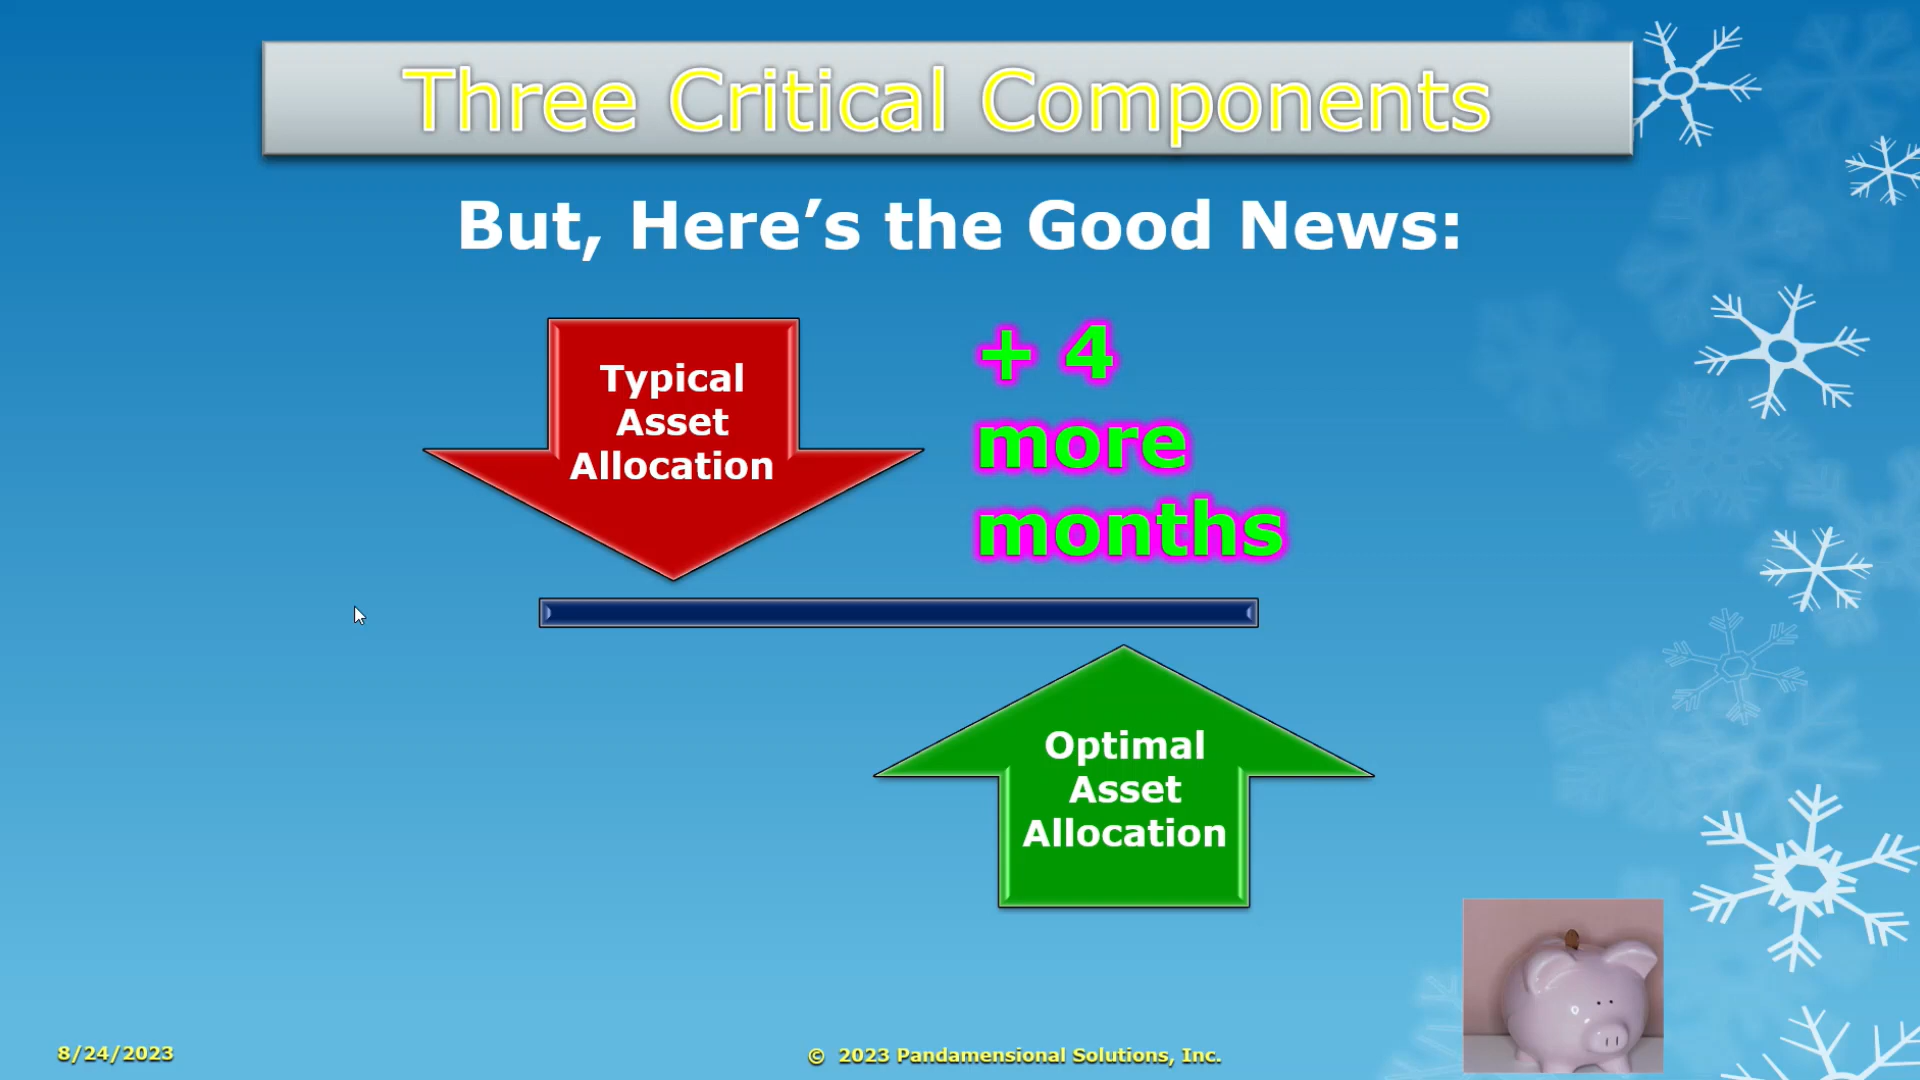 Three Critical Components
But, Here’s the Good News:
Typical
Asset
Allocation
+ 4
more
months
Optimal
Asset
Allocation
8/24/2023
© 2023 Pandamensional Solutions, Inc.